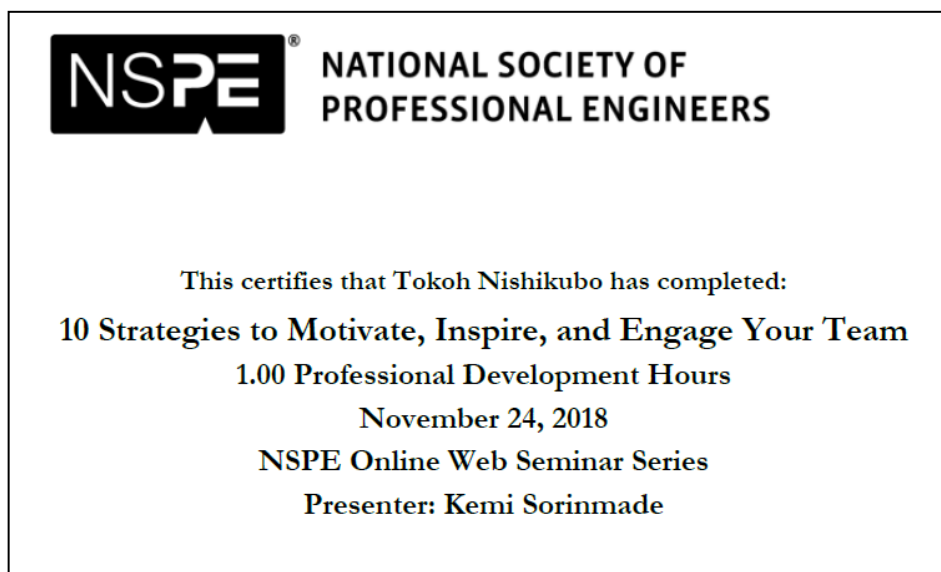 NSPE®
NATIONAL SOCIETY OF
PROFESSIONAL ENGINEERS
This certifies that Tokoh Nishikubo has completed:
10 Strategies to Motivate, Inspire, and Engage Your Team
1.00 Professional Development Hours
November 24, 2018
NSPE Online Web Seminar Series
Presenter: Kemi Sorinmade